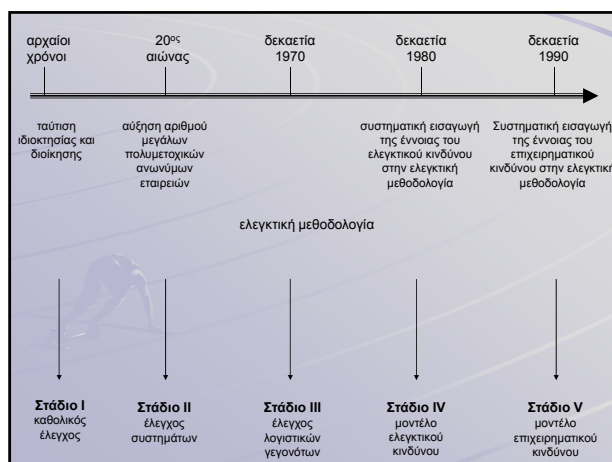 αρχαίοι
χρόνοι
20ος
αιώνας
δεκαετία
1970
δεκαετία
1980
δεκαετία
1990
ταύτιση
ιδιοκτησίας και
διοίκησης
αύξηση αριθμού
μεγάλων
πολυμετοχικών
ανωνύμων
εταιρειών
συστηματική εισαγωγή
της έννοιας του
ελεγκτικού κινδύνου
στην ελεγκτική
μεθοδολογία
Συστηματική εισαγωγή
της έννοιας του
επιχειρηματικού
κινδύνου στην ελεγκτική
μεθοδολογία
ελεγκτική μεθοδολογία
Στάδιο I
καθολικός
έλεγχος
Στάδιο II
έλεγχος
συστημάτων
Στάδιο III
έλεγχος
λογιστικών
γεγονότων
Στάδιο IV
μοντέλο
ελεγκτικού
κινδύνου
Στάδιο V
μοντέλο
επιχειρηματικού
κινδύνου